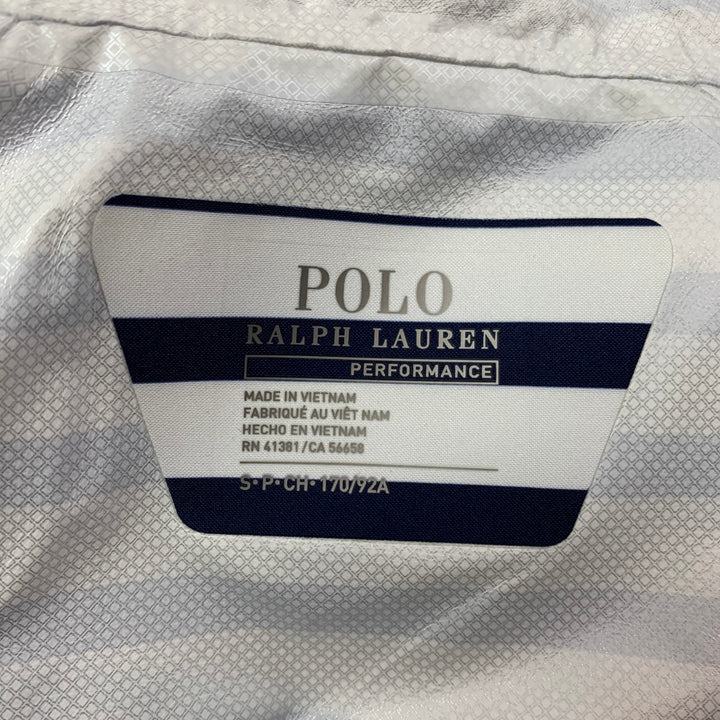 POLO
RALPH LAUREN
PERFORMANCE
MADE IN VIETNAM
FABRIQUÉ AU VIÊT NAM
HECHO EN VIETNAM
RN 41381/CA 56658
S•P•CH•170/92A